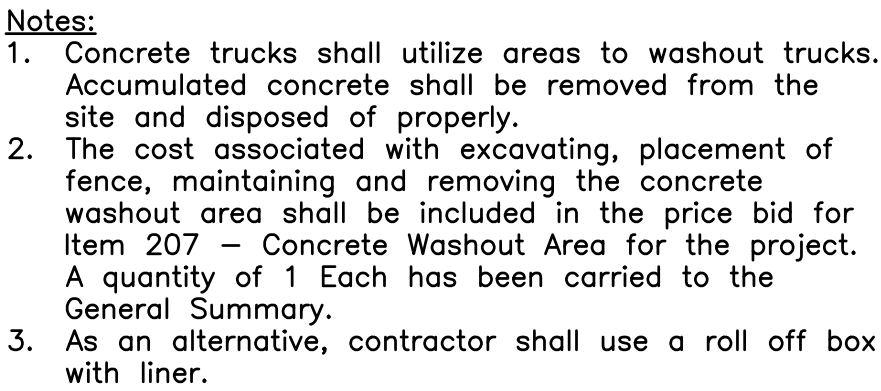 Notes:
1. Concrete trucks shall utilize areas to washout trucks.
Accumulated concrete shall be removed from the
site and disposed of properly.
2. The cost associated with excavating, placement of
fence, maintaining and removing the concrete
washout area shall be included in the price bid for
Item 207 – Concrete Washout Area for the project.
A quantity of 1 Each has been carried to the
General Summary.
3. As an alternative, contractor shall use a roll off box
with liner.